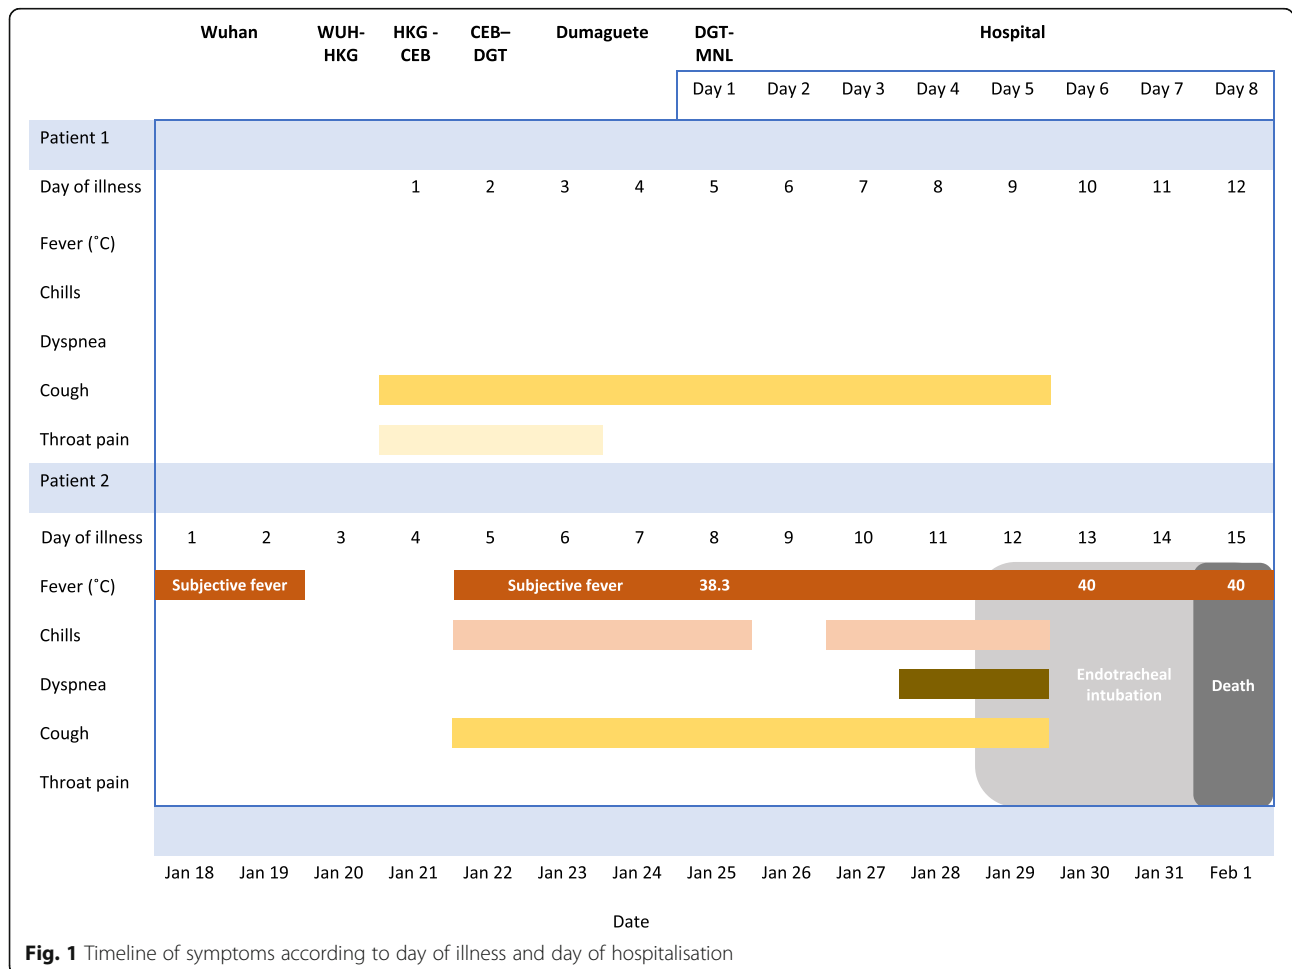 Wuhan WUH- HKG - CEB– Dumaguete DGT- Hospital
HKG CEB DGT MNL
Day 1 Day 2 Day 3 Day 4 Day 5 Day 6 Day 7 Day 8
Patient 1
Day of illness 1 2 3 4 5 6 7 8 9 10 11 12
Fever (˚C)
Chills
Dyspnea
Cough
Throat pain
Patient 2
Day of illness 1 2 3 4 5 6 7 8 9 10 11 12 13 14 15
Fever (˚C) Subjective fever Subjective fever 38.3 40 40
Chills
Dyspnea Endotracheal intubation Death
Cough
Throat pain
Jan 18 Jan 19 Jan 20 Jan 21 Jan 22 Jan 23 Jan 24 Jan 25 Jan 26 Jan 27 Jan 28 Jan 29 Jan 30 Jan 31 Feb 1
Date
Fig. 1 Timeline of symptoms according to day of illness and day of hospitalisation